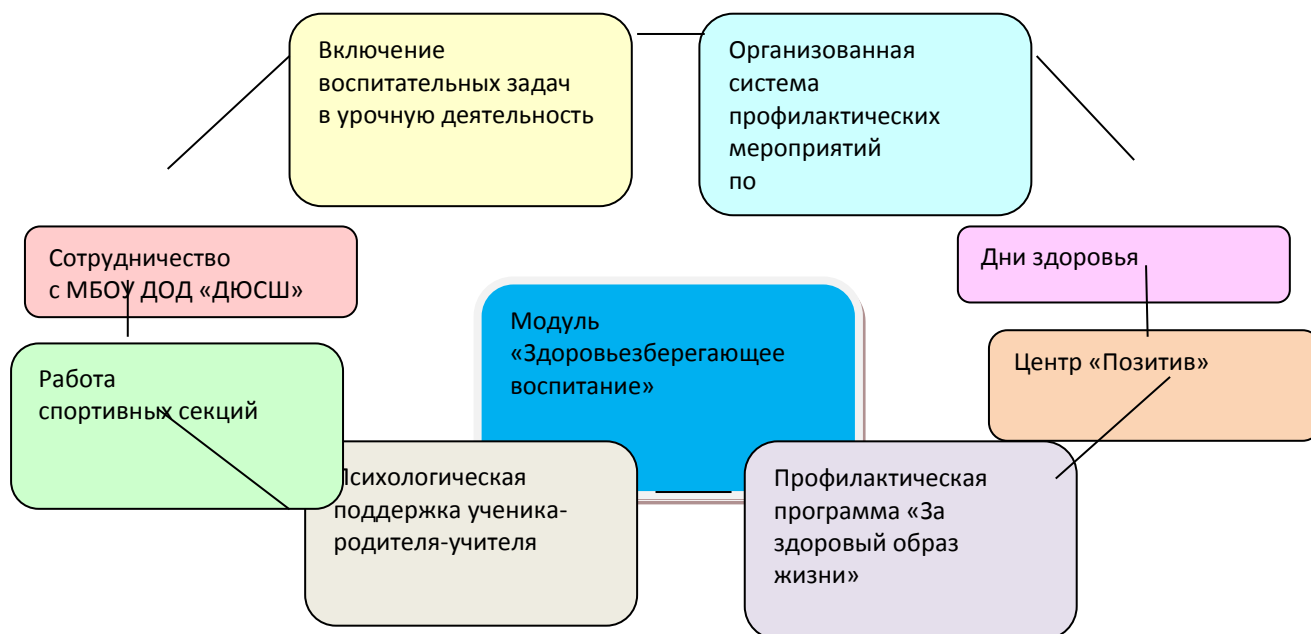 Включение
воспитательных задач
в урочную деятельность
Организованная
система
профилактических
мероприятий
по
Сотрудничество
с МБОУ ДОД «ДЮСШ»
Дни здоровья
Модуль
«Здоровьезберегающее
воспитание»
Работа
спортивных секций
Центр «Позитив»
Психологическая
поддержка ученика-
родителя-учителя
Профилактическая
программа «За
здоровый образ
жизни»